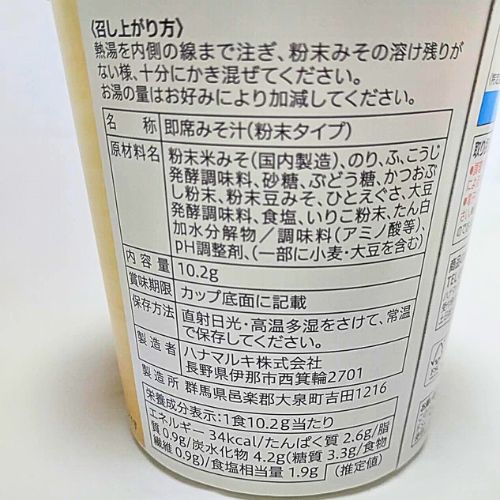 〈召し上がり方〉
熱湯を内側の線まで注ぎ、粉末みその溶け残りが
ない様、十分にかき混ぜてください。
お湯の量はお好みにより加減してください。
名 称 即席みそ汁(粉末タイプ)
原材料名 粉末米みそ(国内製造)、のり、ふ、こうじ
発酵調味料、砂糖、ぶどう糖、かつおぶ
し粉末、粉末豆みそ、ひとえぐさ、大豆
発酵調味料、食塩、いりこ粉末、たん白
加水分解物／調味料(アミノ酸等)、
pH調整剤、(一部に小麦・大豆を含む)
内容量 10.2g
賞味期限 カップ底面に記載
保存方法 直射日光・高温多湿をさけて、常温
で保存してください。
製造者 ハナマルキ株式会社
長野県伊那市西箕輪2701
製造所 群馬県邑楽郡大泉町吉田1216
栄養成分表示:1食10.2g当たり
エネルギー 34kcal/たんぱく質 2.6g/脂
質 0.9g/炭水化物 4.2g(糖質 3.3g/食物
繊維 0.9g)/食塩相当量 1.9g (推定値)